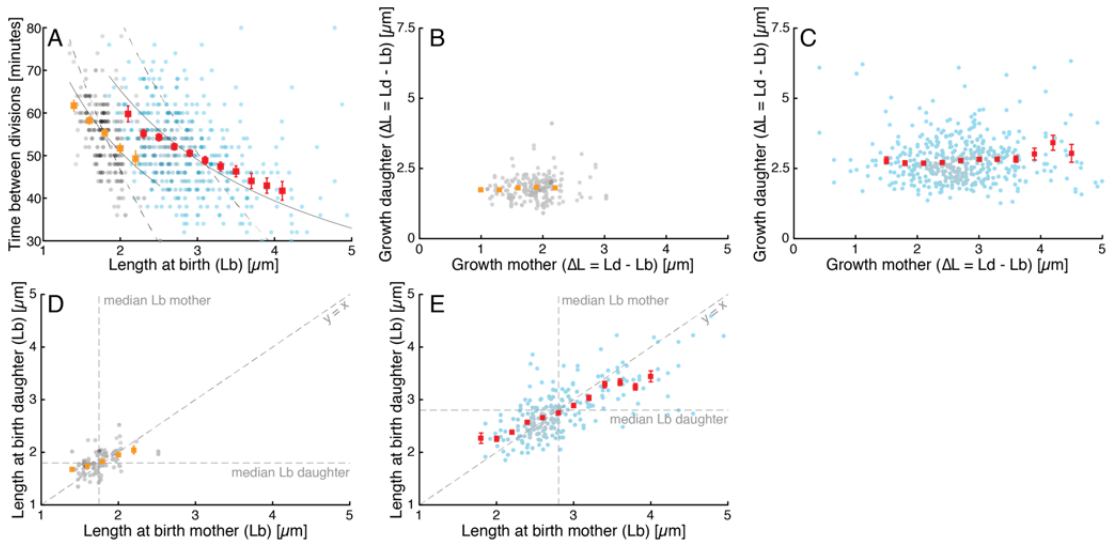 A
Time between divisions [minutes]
80
70
60
50
40
30
1
2
3
4
5
Length at birth (Lb) [µm]
B
Growth daughter (ΔL = Ld - Lb) [µm]
7.5
5
2.5
0
0
1
2
3
4
5
Growth mother (ΔL = Ld - Lb) [µm]
C
Growth daughter (ΔL = Ld - Lb) [µm]
7.5
5
2.5
0
0
1
2
3
4
5
Growth mother (ΔL = Ld - Lb) [µm]
D
Length at birth daughter (Lb) [µm]
5
4
3
2
1
median Lb mother
y = x
median Lb daughter
1
2
3
4
5
Length at birth mother (Lb) [µm]
E
Length at birth daughter (Lb) [µm]
5
4
3
2
1
median Lb mother
y = x
median Lb daughter
1
2
3
4
5
Length at birth mother (Lb) [µm]